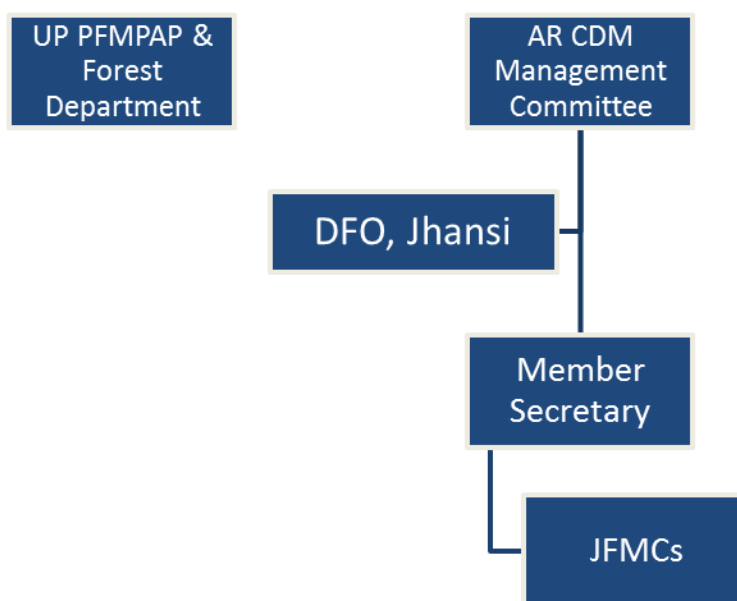 UP PFMPAP &
Forest
Department
AR CDM
Management
Committee
DFO, Jhansi
Member
Secretary
JFMCs